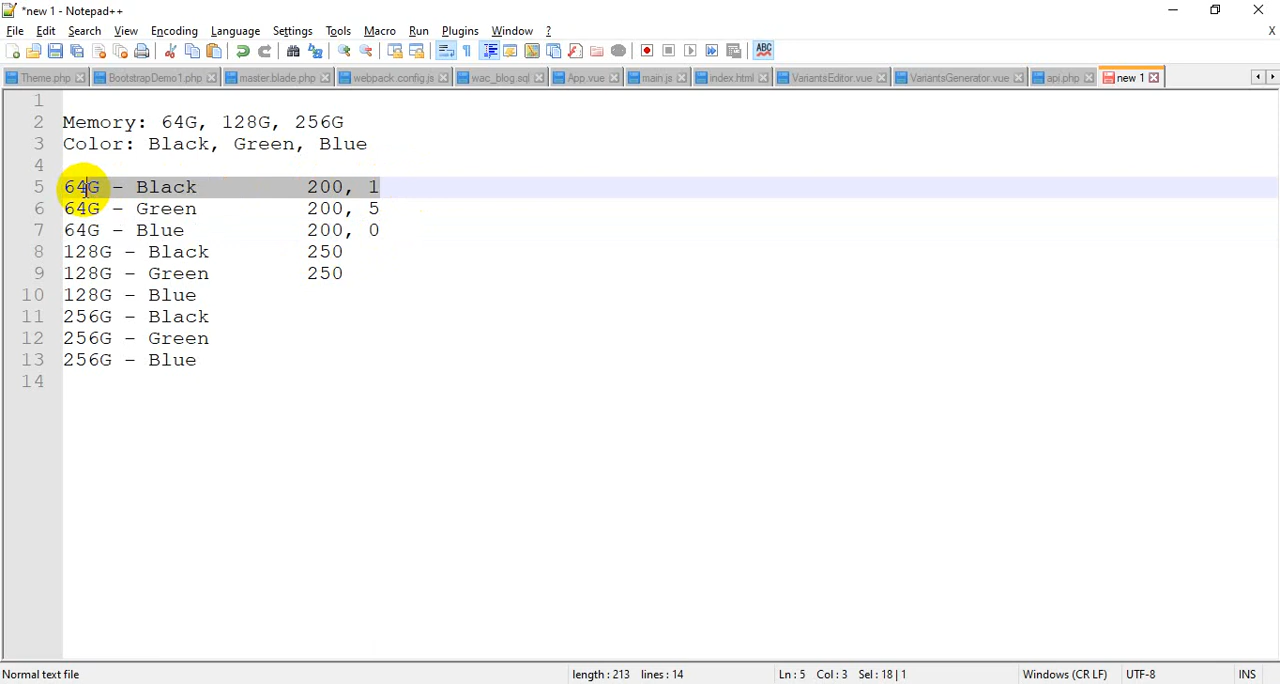 *new 1 - Notepad++
File Edit Search View Encoding Language Settings Tools Macro Run Plugins Window ? X
ABC
Theme.php BootstrapDemo1.php master.blade.php webpack.config.js wac_blog.sql App.vue main.js index.html VariantsEditor.vue VariantsGenerator.vue api.php new 1
1
2 Memory: 64G, 128G, 256G
3 Color: Black, Green, Blue
4
5 64G - Black 200, 1
6 64G - Green 200, 5
7 64G - Blue 200, 0
8 128G - Black 250
9 128G - Green 250
10 128G - Blue
11 256G - Black
12 256G - Green
13 256G - Blue
14
Normal text file length : 213 lines : 14 Ln : 5 Col : 3 Sel : 18 | 1 Windows (CR LF) UTF-8 INS